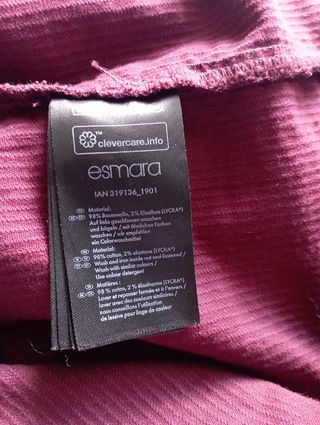 clevercare.info
esmara
IAN 319136_1901
Material:
98% Baumwolle, 2% Elasthan (LYCRA®)
Auf links geschlossen waschen
und bügeln / mit ähnlichen Farben
waschen / wir empfehlen
ein Colorwaschmittel
Material:
98% cotton, 2% elastane (LYCRA®)
Wash and iron inside out and fastened /
Wash with similar colours /
Use colour detergent
Matières :
98 % coton, 2 % élasthanne (LYCRA®)
Laver et repasser fermée et à l'envers /
laver avec des couleurs similaires /
nous conseillons l'utilisation
de lessive pour linge de couleur